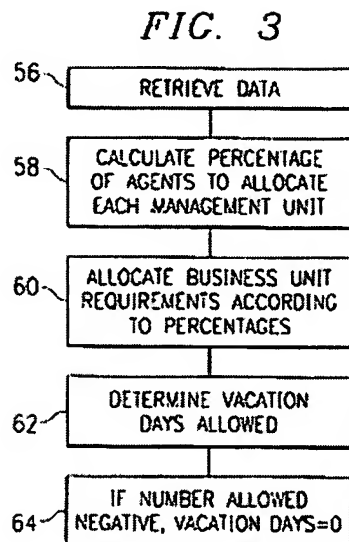 FIG. 3
56
RETRIEVE DATA
58
CALCULATE PERCENTAGE
OF AGENTS TO ALLOCATE
EACH MANAGEMENT UNIT
60
ALLOCATE BUSINESS UNIT
REQUIREMENTS ACCORDING
TO PERCENTAGES
62
DETERMINE VACATION
DAYS ALLOWED
64
IF NUMBER ALLOWED
NEGATIVE, VACATION DAYS=0